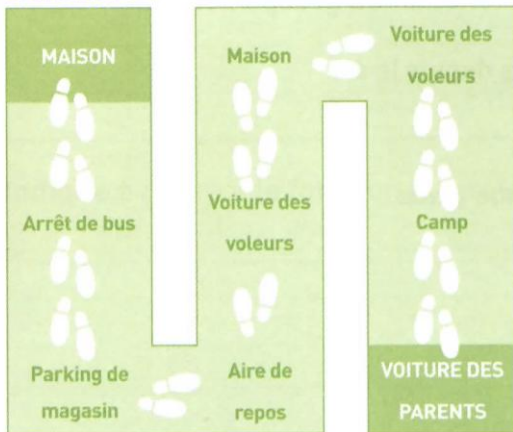 MAISON
Arrêt de bus
Parking de
magasin
Aire de
repos
Voiture des
voleurs
Maison
Voiture des
voleurs
Camp
VOITURE DES
PARENTS